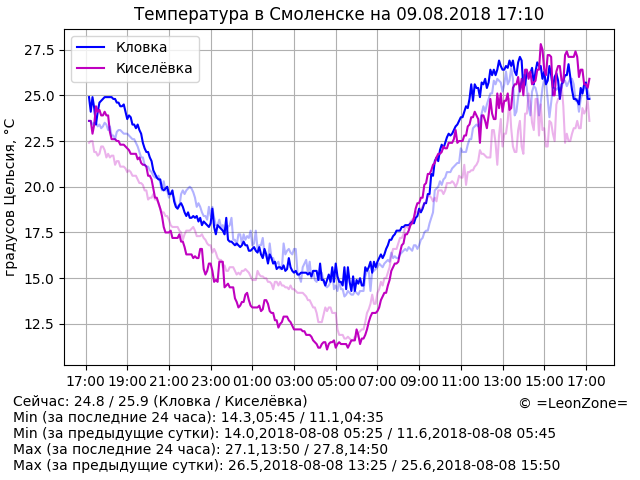 Температура в Смоленске на 09.08.2018 17:10
Кловка
Киселёвка
градусов Цельсия, °C
27.5
25.0
22.5
20.0
17.5
15.0
12.5
17:00 19:00 21:00 23:00 01:00 03:00 05:00 07:00 09:00 11:00 13:00 15:00 17:00
Сейчас: 24.8 / 25.9 (Кловка / Киселёвка)
© =LeonZone=
Min (за последние 24 часа): 14.3,05:45 / 11.1,04:35
Min (за предыдущие сутки): 14.0,2018-08-08 05:25 / 11.6,2018-08-08 05:45
Max (за последние 24 часа): 27.1,13:50 / 27.8,14:50
Max (за предыдущие сутки): 26.5,2018-08-08 13:25 / 25.6,2018-08-08 15:50